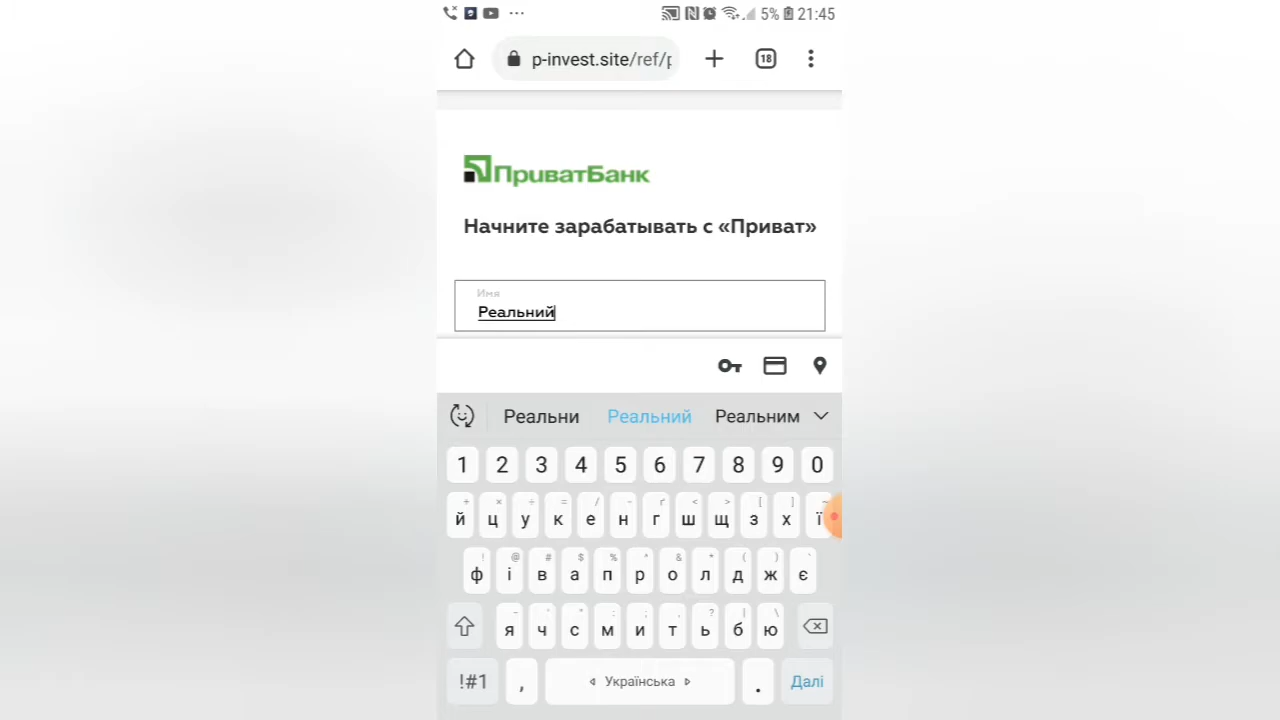 5% 21:45
p-invest.site/ref/p
18
ПриватБанк
Начните зарабатывать с «Приват»
Имя
Реальний
Реальни Реальний Реальним
1 2 3 4 5 6 7 8 9 0
й ц у к е н г ш щ з х ї
ф і в а п р о л д ж є
я ч с м и т ь б ю
!#1 , Українська . Далі